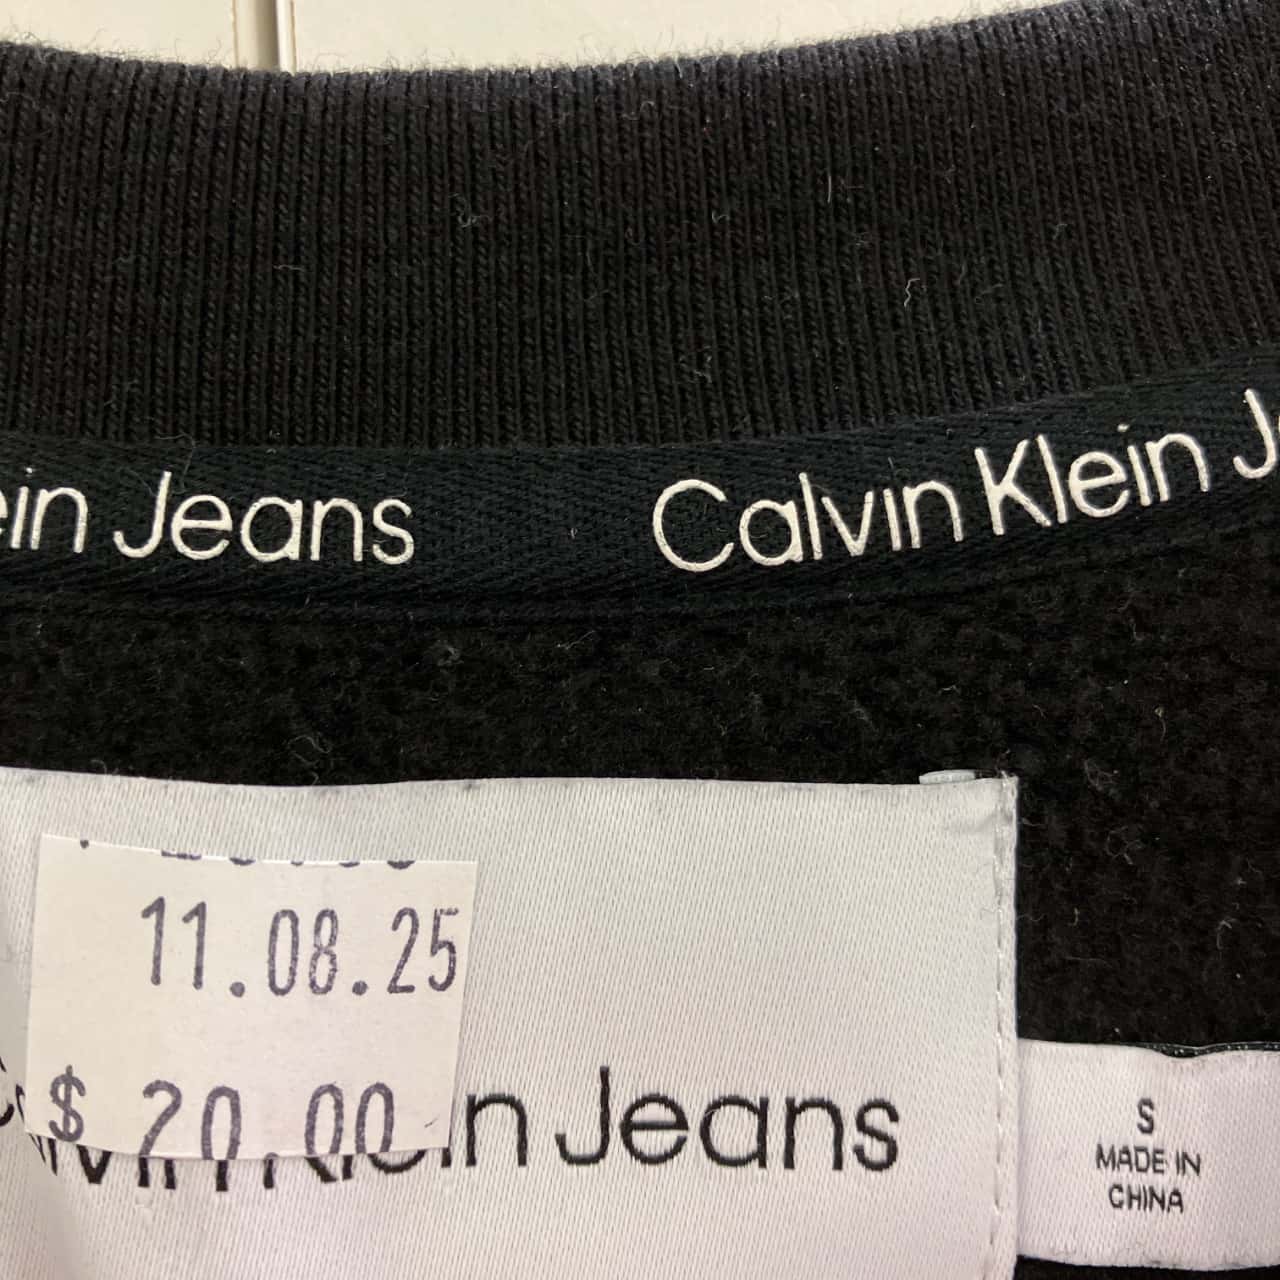 ein Jeans Calvin Klein J
11.08.25
$ 20.00
in Jeans
S
MADE IN
CHINA